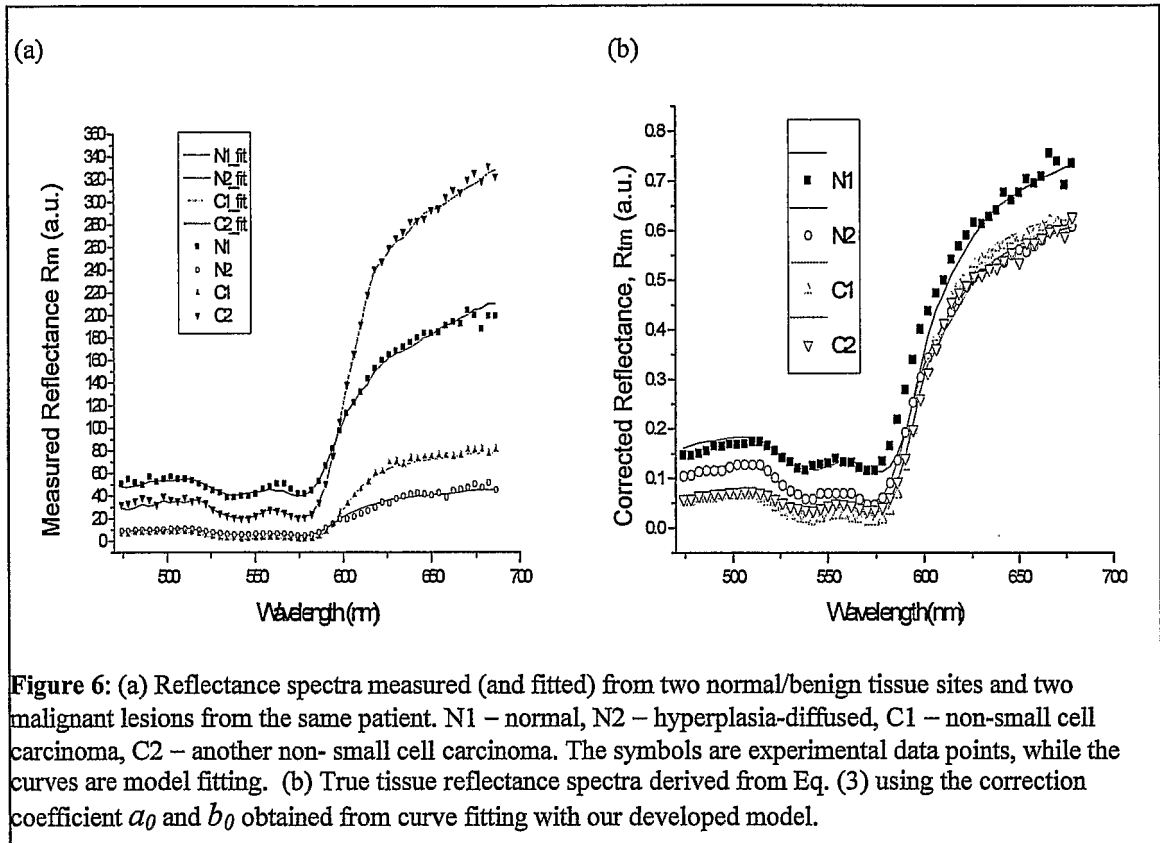 (a)
(b)
Measured Reflectance Rm (a.u.)
360
340
320
300
280
260
240
220
200
180
160
140
120
100
80
60
40
20
0
N1_fit
N2_fit
C1_fit
C2_fit
N1
N2
C1
C2
500
550
600
650
700
Wavelength(nm)
Corrected Reflectance, Rtm (a.u.)
0.8
0.7
0.6
0.5
0.4
0.3
0.2
0.1
0.0
N1
N2
C1
C2
500
550
600
650
700
Wavelength(nm)
Figure 6: (a) Reflectance spectra measured (and fitted) from two normal/benign tissue sites and two
malignant lesions from the same patient. N1 – normal, N2 – hyperplasia-diffused, C1 – non-small cell
carcinoma, C2 – another non- small cell carcinoma. The symbols are experimental data points, while the
curves are model fitting. (b) True tissue reflectance spectra derived from Eq. (3) using the correction
coefficient a0 and b0 obtained from curve fitting with our developed model.